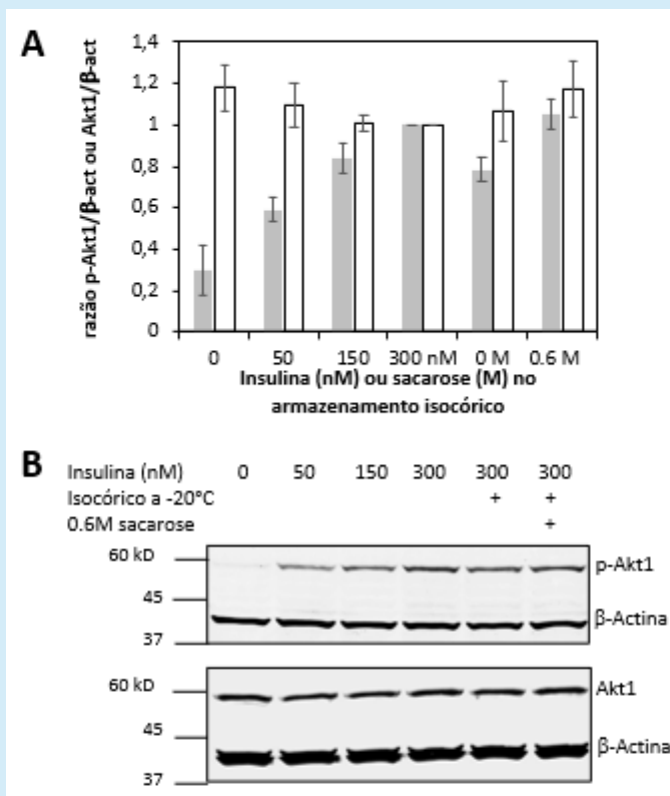 A
razão p-Akt1/β-act ou Akt1/β-act
1,4
1,2
1
0,8
0,6
0,4
0,2
0
0 50 150 300 nM 0 M 0.6 M
Insulina (nM) ou sacarose (M) no
armazenamento isocórico
B
Insulina (nM) 0 50 150 300 300 300
Isocórico a -20°C + +
0.6M sacarose +
60 kD
p-Akt1
45
β-Actina
37
60 kD
Akt1
45
β-Actina
37